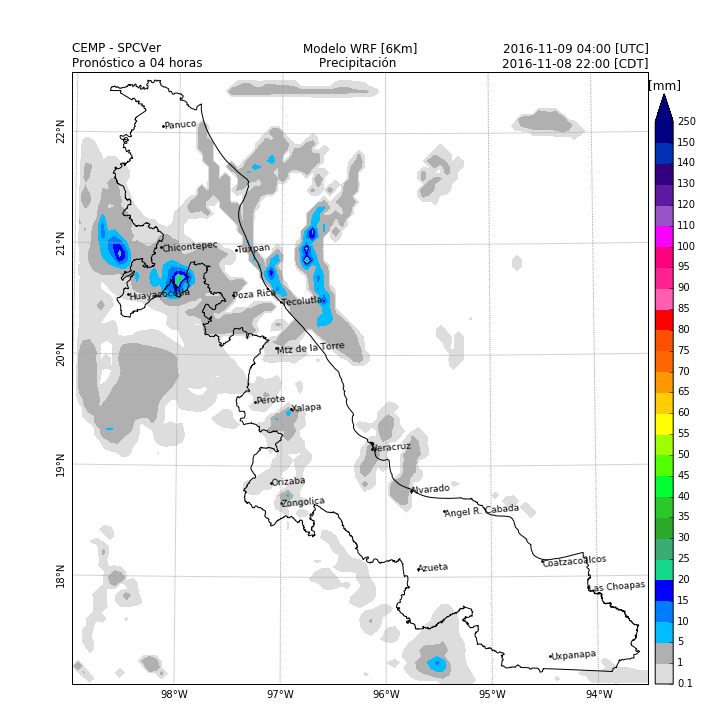 CEMP - SPCVer Modelo WRF [6Km] 2016-11-09 04:00 [UTC]
Pronóstico a 04 horas Precipitación 2016-11-08 22:00 [CDT]
[mm]
250
150
140
130
120
110
100
95
90
85
80
75
70
65
60
55
50
45
40
35
30
25
20
15
10
5
1
0.1
22°N
21°N
20°N
19°N
18°N
Panuco
Chicontepec
Tuxpan
Huayacocotla
Poza Rica
Tecolutla
Mtz de la Torre
Perote
Xalapa
Veracruz
Orizaba
Alvarado
Zongolica
Angel R. Cabada
Azueta
Coatzacoalcos
Las Choapas
Uxpanapa
98°W 97°W 96°W 95°W 94°W